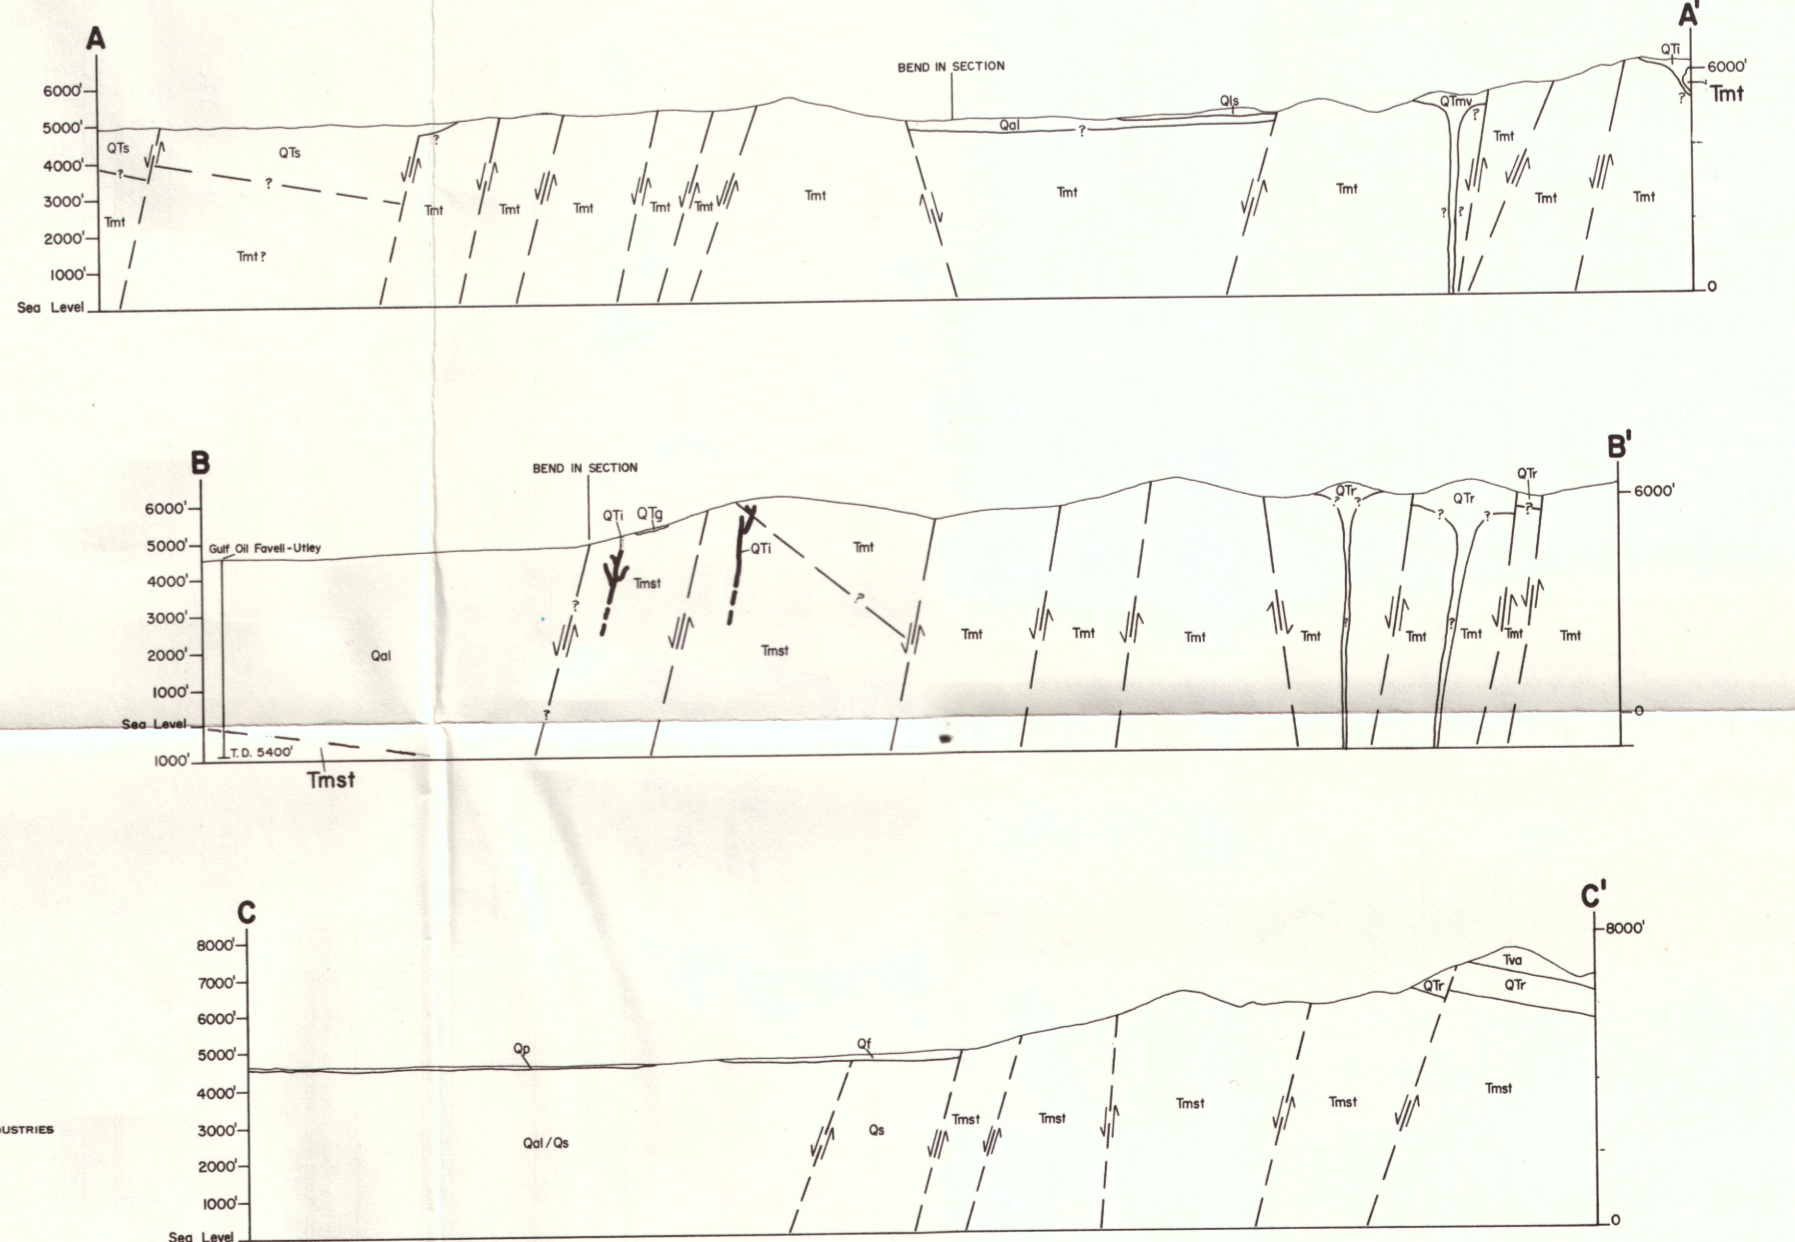 A
A'
BEND IN SECTION
QTi
6000'
6000'
Tmt
5000'
QTs
QTs
?
Qal
?
Qls
QTmv
?
?
Tmt
4000'
?
?
3000'
Tmt
Tmt?
Tmt
Tmt
Tmt
Tmt
Tmt
Tmt
Tmt
Tmt
?
?
Tmt
Tmt
2000'
1000'
Sea Level
0
B
B'
BEND IN SECTION
6000'
QTi
QTg
QTr
? ?
QTr
? ?
QTr
?
6000'
5000'
Gulf Oil Favell-Utley
QTi
Tmt
4000'
Tmst
3000'
?
?
2000'
Qal
Tmst
Tmt
Tmt
Tmt
Tmt
?
Tmt
?
Tmt
Tmt
Tmt
1000'
?
Sea Level
0
1000'
T.D. 5400'
Tmst
C
C'
8000'
8000'
7000'
Tva
QTr
QTr
6000'
5000'
Qp
Qf
4000'
3000'
Qal/Qs
Qs
Tmst
Tmst
Tmst
Tmst
Tmst
2000'
1000'
Sea Level
0
DUSTRIES